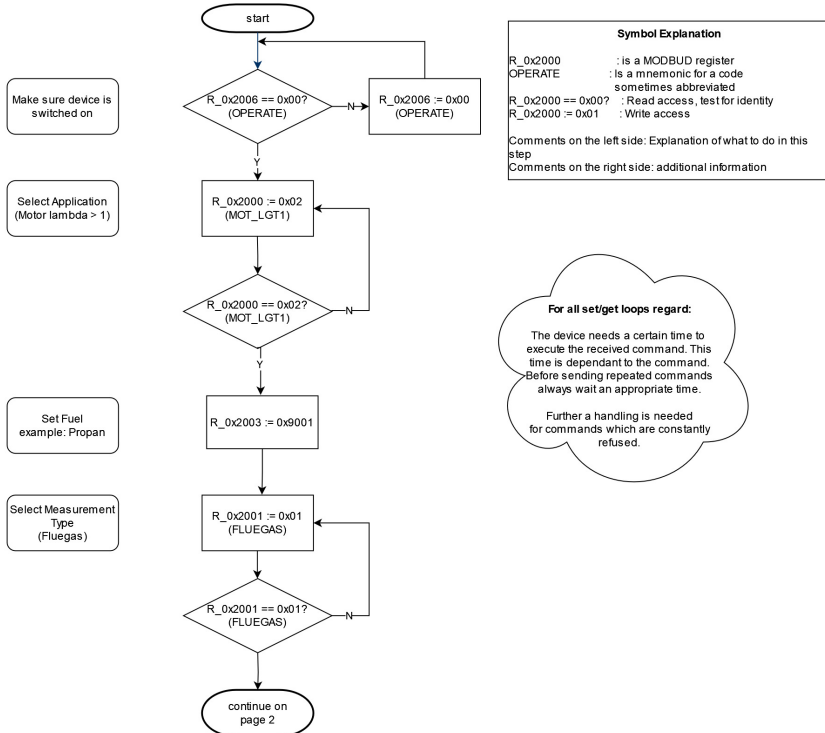 start
Make sure device is
switched on
R_0x2006 == 0x00?
(OPERATE)
N
R_0x2006 := 0x00
(OPERATE)
Y
Select Application
(Motor lambda > 1)
R_0x2000 := 0x02
(MOT_LGT1)
R_0x2000 == 0x02?
(MOT_LGT1)
N
Y
Set Fuel
example: Propan
R_0x2003 := 0x9001
Select Measurement
Type
(Fluegas)
R_0x2001 := 0x01
(FLUEGAS)
R_0x2001 == 0x01?
(FLUEGAS)
N
continue on
page 2
Symbol Explanation
R_0x2000 : is a MODBUD register
OPERATE : Is a mnemonic for a code
sometimes abbreviated
R_0x2000 == 0x00? : Read access, test for identity
R_0x2000 := 0x01 : Write access
Comments on the left side: Explanation of what to do in this
step
Comments on the right side: additional information
For all set/get loops regard:
The device needs a certain time to
execute the received command. This
time is dependant to the command.
Before sending repeated commands
always wait an appropriate time.
Further a handling is needed
for commands which are constantly
refused.